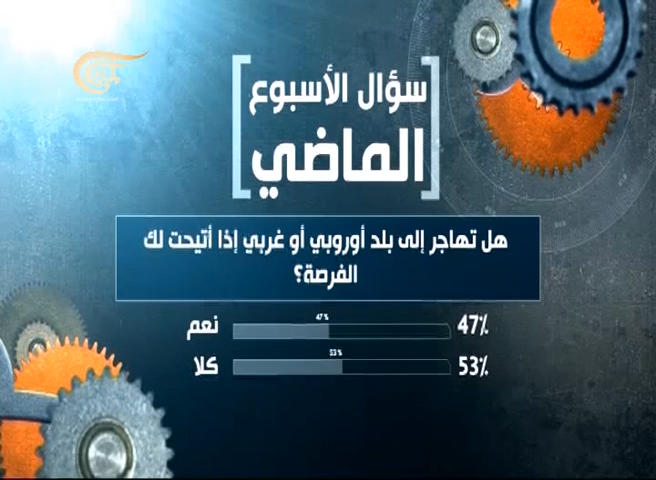 سؤال الأسبوع
الماضي
هل تهاجر إلى بلد أوروبي أو غربي إذا أتيحت لك
الفرصة؟
نعم 47% 47%
كلا 53% 53%